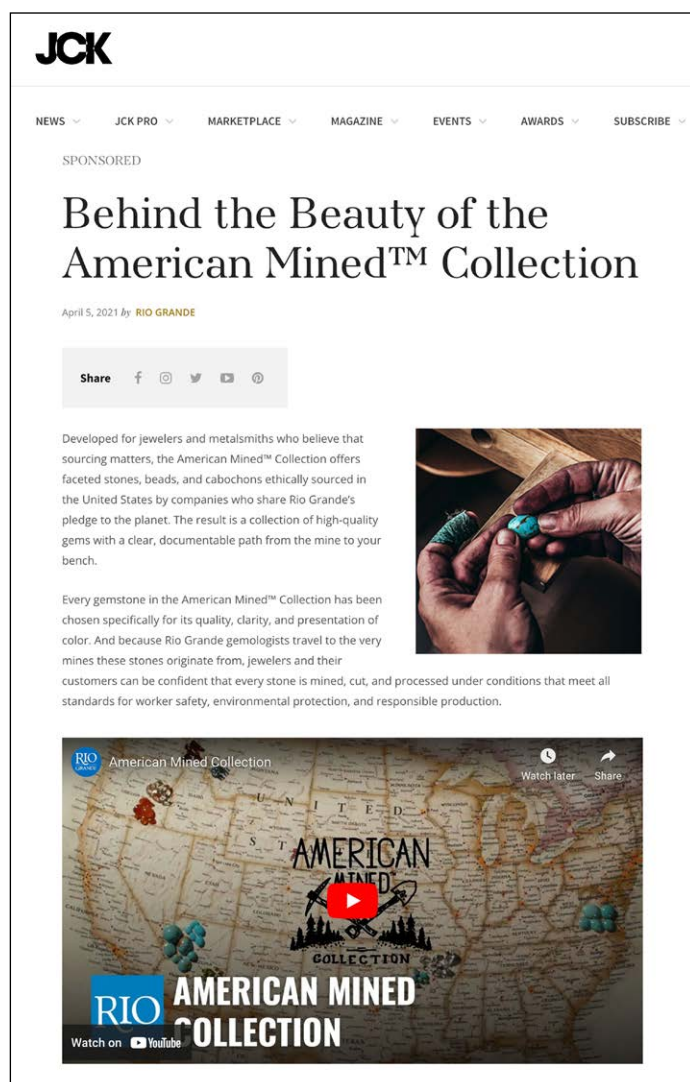 JCK
NEWS JCK PRO MARKETPLACE MAGAZINE EVENTS AWARDS SUBSCRIBE
SPONSORED
Behind the Beauty of the
American Mined™ Collection
April 5, 2021 by RIO GRANDE
Share
Developed for jewelers and metalsmiths who believe that
sourcing matters, the American Mined™ Collection offers
faceted stones, beads, and cabochons ethically sourced in
the United States by companies who share Rio Grande's
pledge to the planet. The result is a collection of high-quality
gems with a clear, documentable path from the mine to your
bench.
Every gemstone in the American Mined™ Collection has been
chosen specifically for its quality, clarity, and presentation of
color. And because Rio Grande gemologists travel to the very
mines these stones originate from, jewelers and their
customers can be confident that every stone is mined, cut, and processed under conditions that meet all
standards for worker safety, environmental protection, and responsible production.
RIO
GRANDE
American Mined Collection
Watch later
Share
UNITED
AMERICAN
MINED
COLLECTION
RIO
AMERICAN MINED
COLLECTION
Watch on YouTube